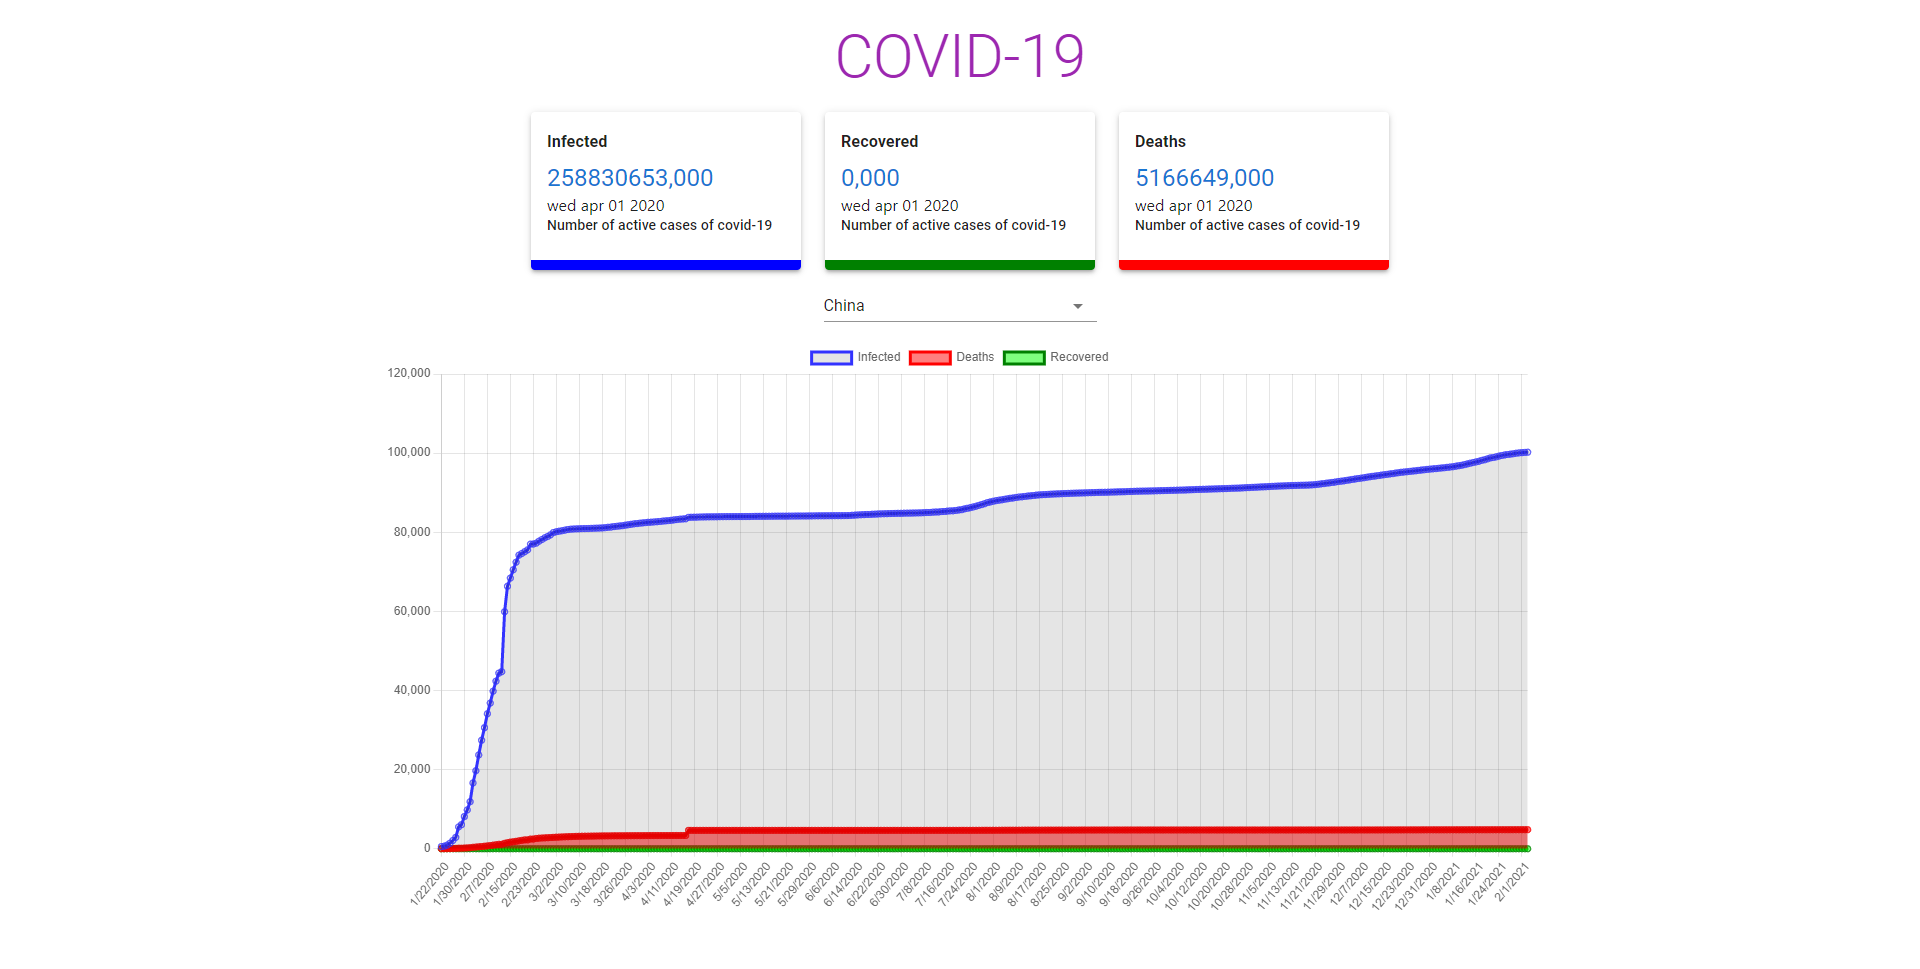 COVID-19
Infected Recovered Deaths
258830653,000 0,000 5166649,000
wed apr 01 2020 wed apr 01 2020 wed apr 01 2020
Number of active cases of covid-19 Number of active cases of covid-19 Number of active cases of covid-19
China
Infected Deaths Recovered
120,000
100,000
80,000
60,000
40,000
20,000
0
1/22/2020 1/30/2020 2/7/2020 2/15/2020 2/23/2020 3/2/2020 3/10/2020 3/18/2020 3/26/2020 4/3/2020 4/11/2020 4/19/2020 4/27/2020 5/5/2020 5/13/2020 5/21/2020 5/29/2020 6/6/2020 6/14/2020 6/22/2020 6/30/2020 7/8/2020 7/16/2020 7/24/2020 8/1/2020 8/9/2020 8/17/2020 8/25/2020 9/2/2020 9/10/2020 9/18/2020 9/26/2020 10/4/2020 10/12/2020 10/20/2020 10/28/2020 11/5/2020 11/13/2020 11/21/2020 11/29/2020 12/7/2020 12/15/2020 12/23/2020 12/31/2020 1/8/2021 1/16/2021 1/24/2021 2/1/2021